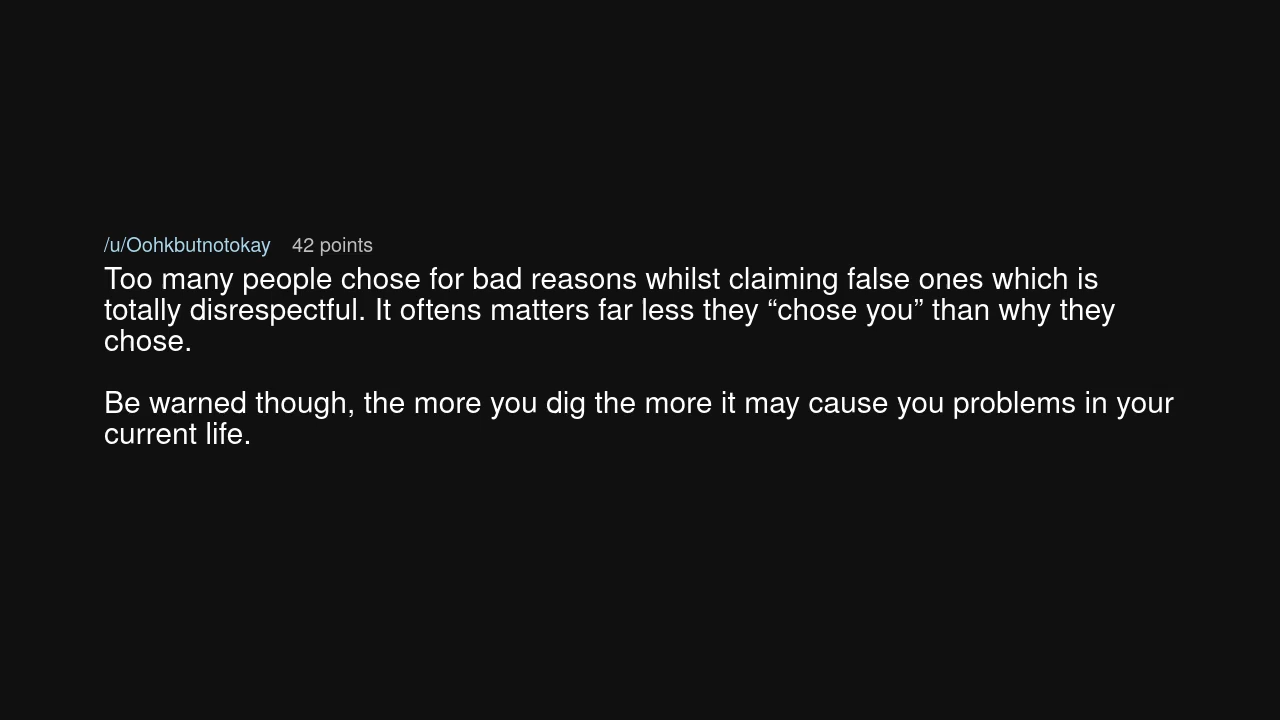 /u/Oohkbutnotokay 42 points
Too many people chose for bad reasons whilst claiming false ones which is
totally disrespectful. It oftens matters far less they “chose you” than why they
chose.
Be warned though, the more you dig the more it may cause you problems in your
current life.